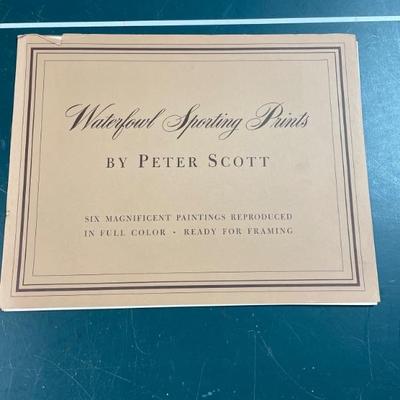 Waterfowl Sporting Prints
BY PETER SCOTT
SIX MAGNIFICENT PAINTINGS REPRODUCED
IN FULL COLOR · READY FOR FRAMING